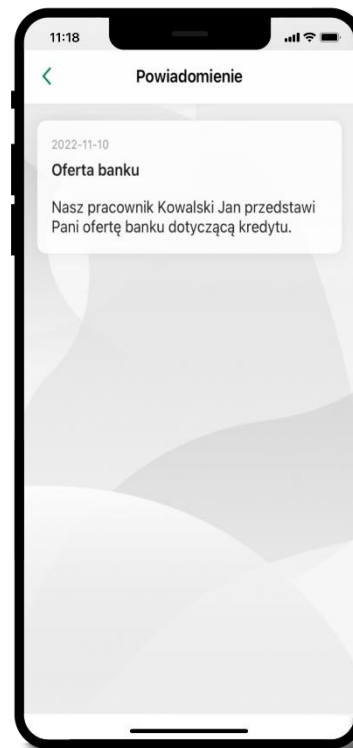 11:18
Powiadomienie
2022-11-10
Oferta banku
Nasz pracownik Kowalski Jan przedstawi
Pani ofertę banku dotyczącą kredytu.